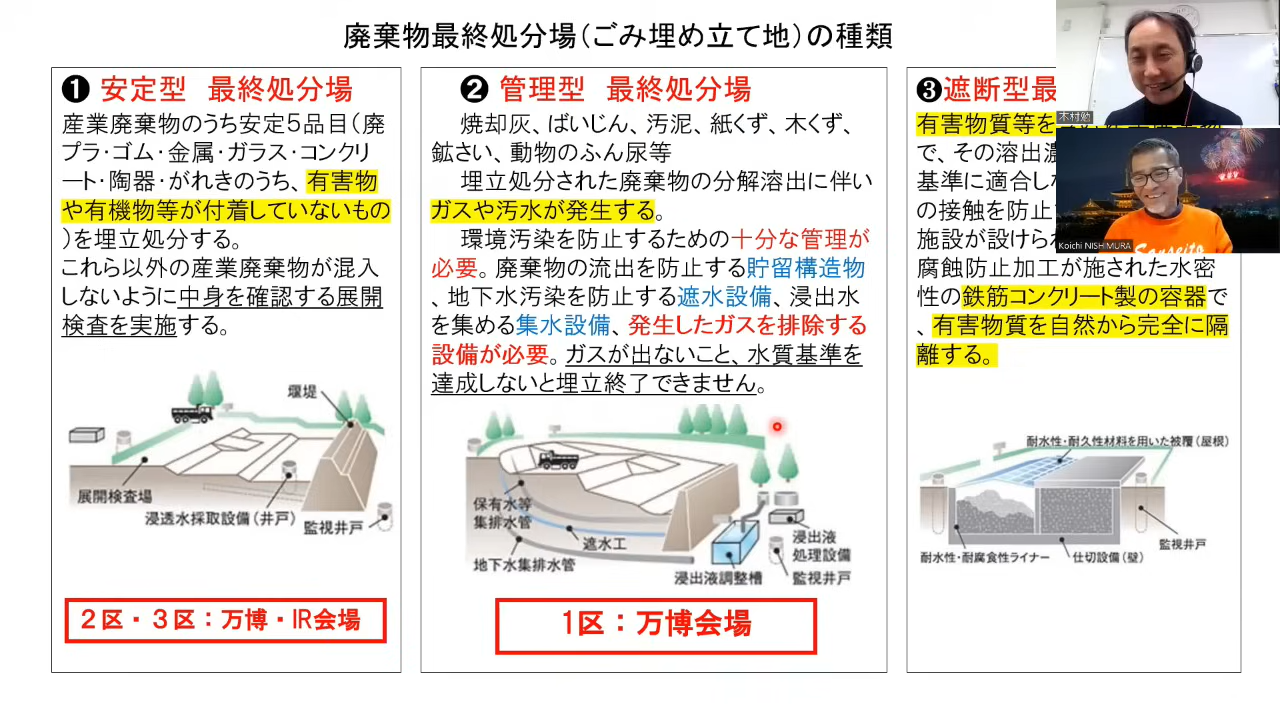 廃棄物最終処分場(ごみ埋め立て地)の種類
❶ 安定型 最終処分場
産業廃棄物のうち安定5品目(廃
プラ・ゴム・金属・ガラス・コンクリ
ート・陶器・がれきのうち、有害物
や有機物等が付着していないもの
)を埋立処分する。
これら以外の産業廃棄物が混入
しないように中身を確認する展開
検査を実施する。
堰堤
展開検査場
浸透水採取設備(井戸)
監視井戸
2区・3区:万博・IR会場
❷ 管理型 最終処分場
焼却灰、ばいじん、汚泥、紙くず、木くず、
鉱さい、動物のふん尿等
埋立処分された廃棄物の分解溶出に伴い
ガスや汚水が発生する。
環境汚染を防止するための十分な管理が
必要。廃棄物の流出を防止する貯留構造物
、地下水汚染を防止する遮水設備、浸出水
を集める集水設備、発生したガスを排除する
設備が必要。ガスが出ないこと、水質基準を
達成しないと埋立終了できません。
保有水等
集排水管
遮水工
地下水集排水管
浸出液
処理設備
浸出液調整槽
監視井戸
1区:万博会場
❸遮断型最
有害物質等を
で、その溶出濃
基準に適合し
の接触を防止
施設が設けら
腐蝕防止加工が施された水密
性の鉄筋コンクリート製の容器で
、有害物質を自然から完全に隔
離する。
耐水性・耐久性材料を用いた被覆(屋根)
耐水性・耐腐食性ライナー
仕切設備(壁)
監視井戸
木村勉
Koichi NISHIMURA
Sanseito